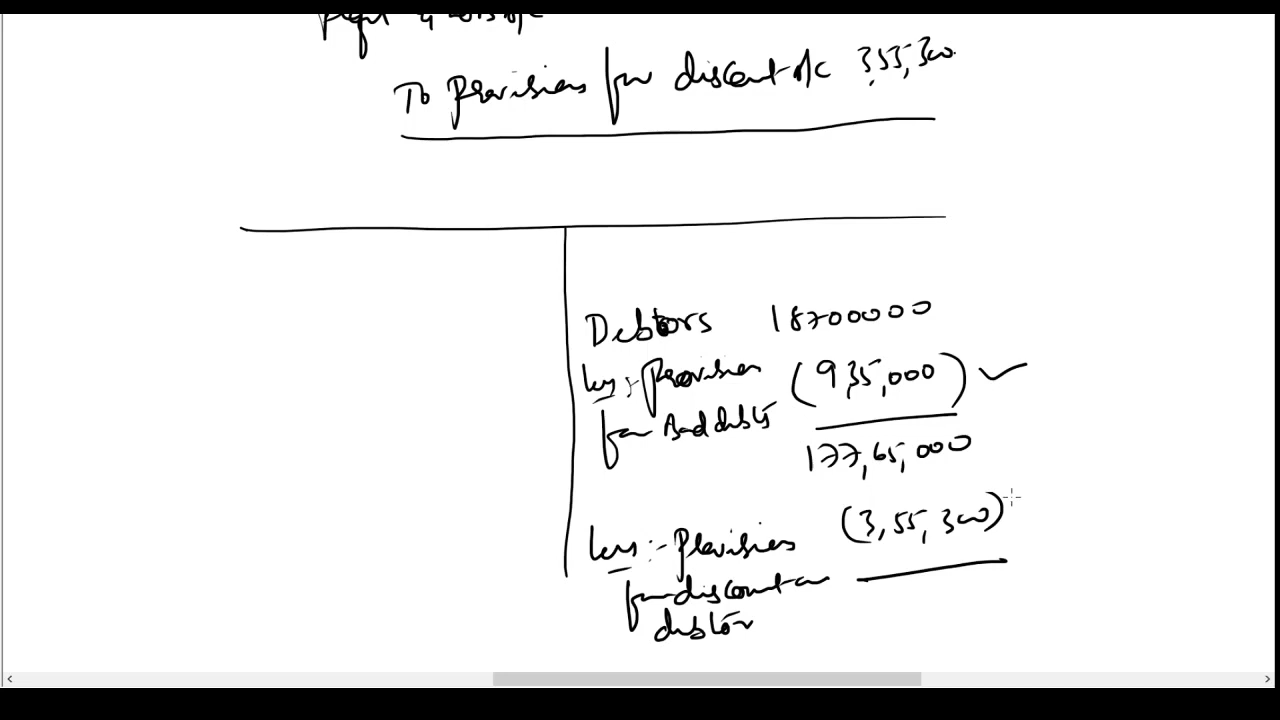 To Provision for discount A/c 3,55,300
Debtors 18700000
Less :- Provision (9,35,000)
for Bad debts
177,65,000
Less :- Provision (3,55,300)
for discount on
debtor